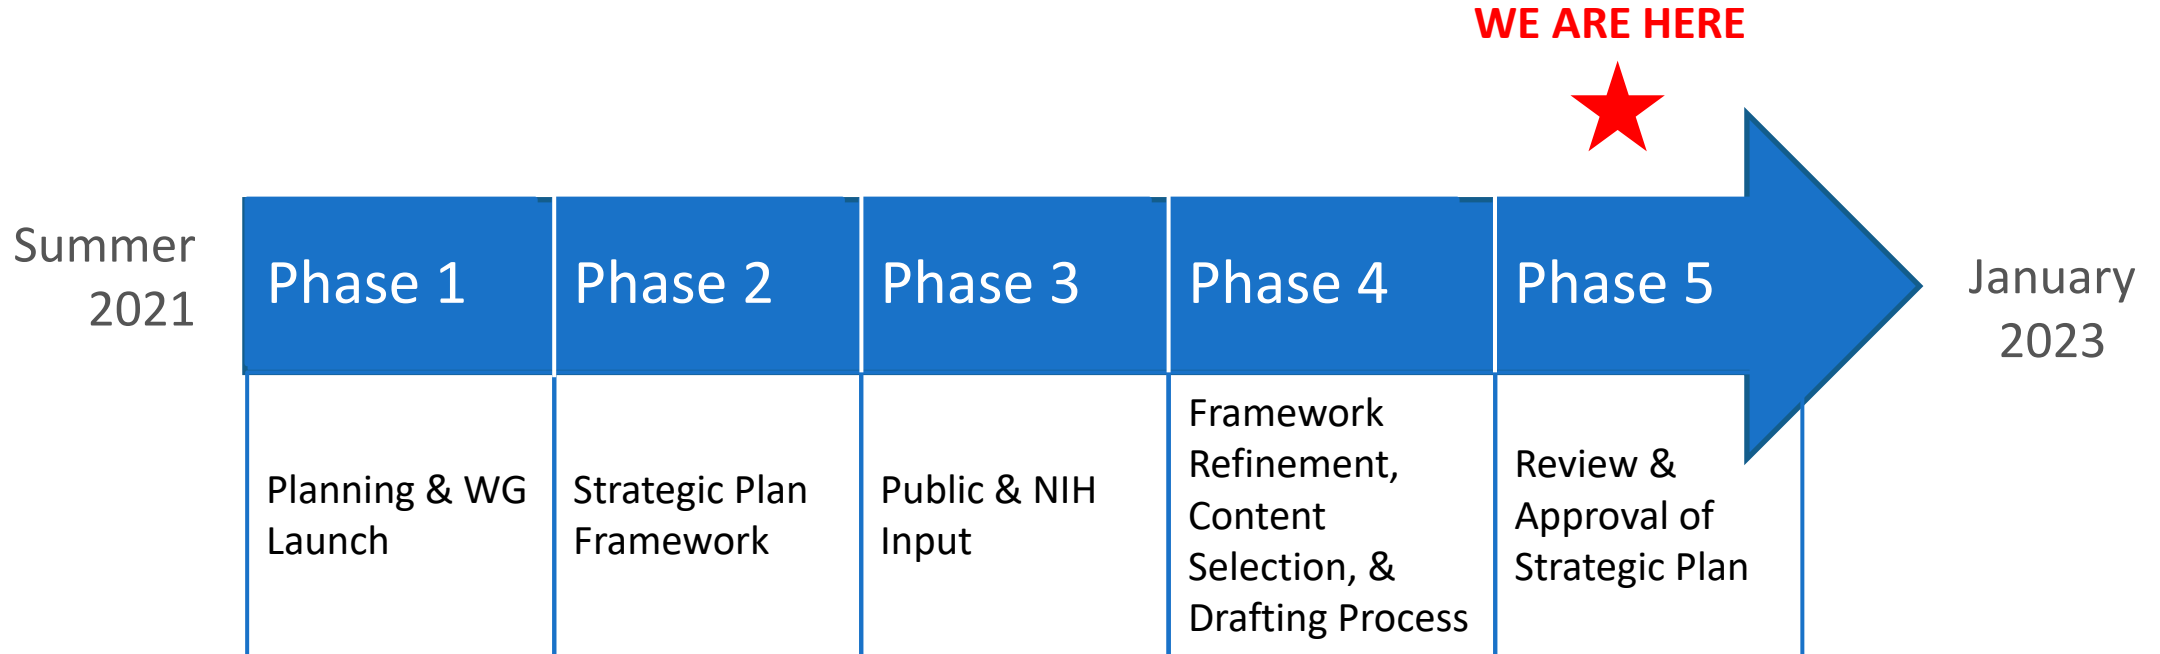 WE ARE HERE
Summer
2021
Phase 1
Phase 2
Phase 3
Phase 4
Phase 5
January
2023
Planning & WG
Launch
Strategic Plan
Framework
Public & NIH
Input
Framework
Refinement,
Content
Selection, &
Drafting Process
Review &
Approval of
Strategic Plan